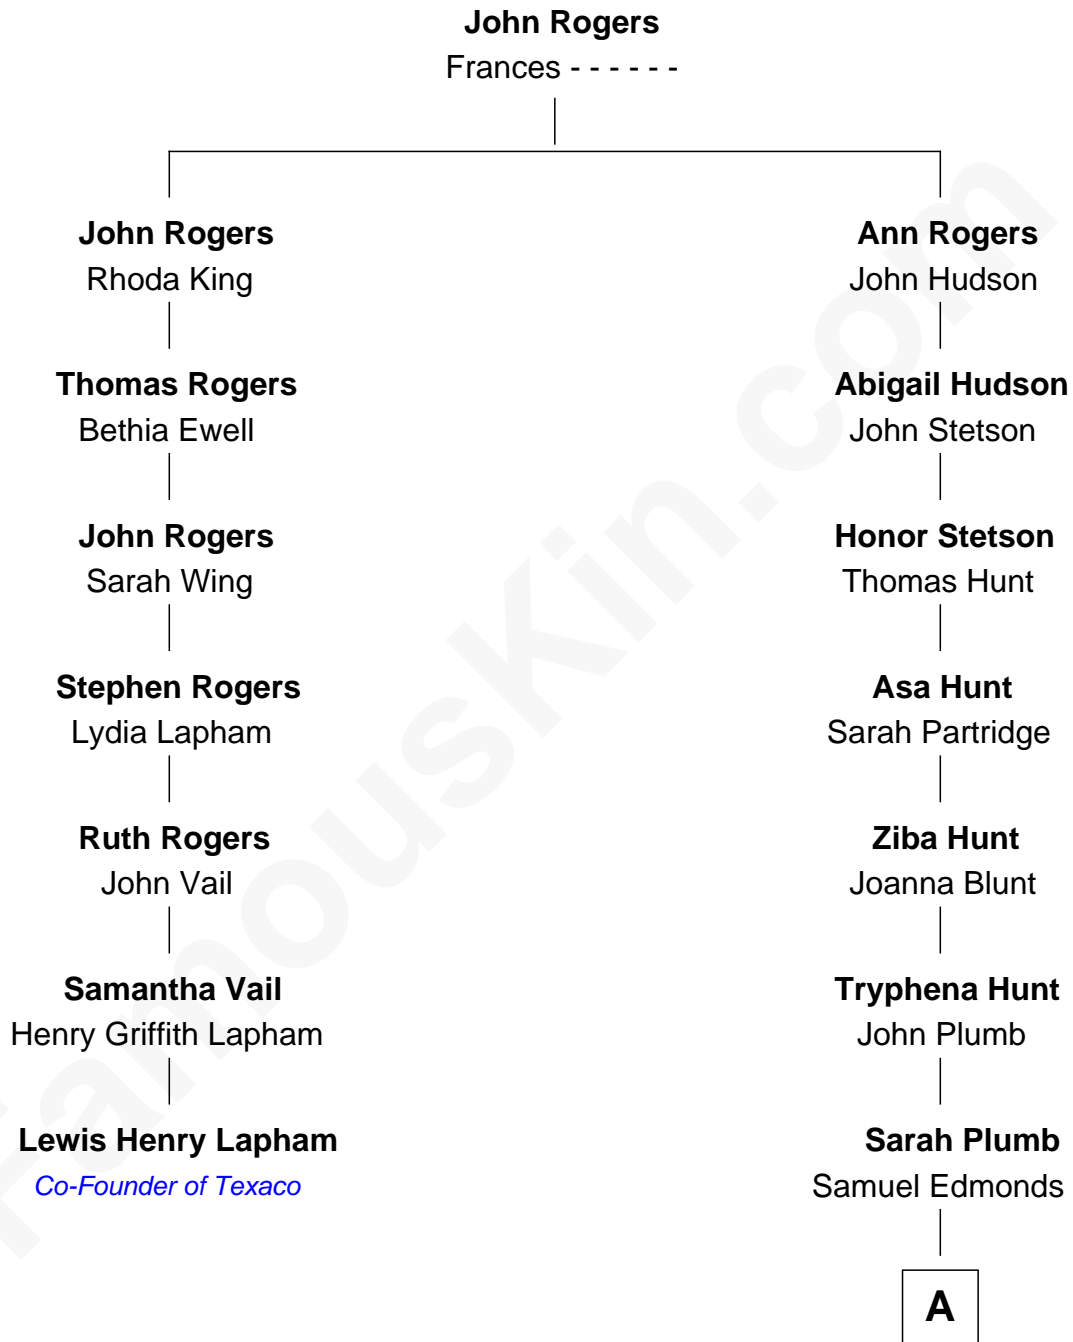 John Rogers
Frances - - - - - -
John Rogers
Rhoda King
Ann Rogers
John Hudson
Thomas Rogers
Bethia Ewell
Abigail Hudson
John Stetson
John Rogers
Sarah Wing
Honor Stetson
Thomas Hunt
Stephen Rogers
Lydia Lapham
Asa Hunt
Sarah Partridge
Ruth Rogers
John Vail
Ziba Hunt
Joanna Blunt
Samantha Vail
Henry Griffith Lapham
Tryphena Hunt
John Plumb
Lewis Henry Lapham
Co-Founder of Texaco
Sarah Plumb
Samuel Edmonds
A
FamousKin.com